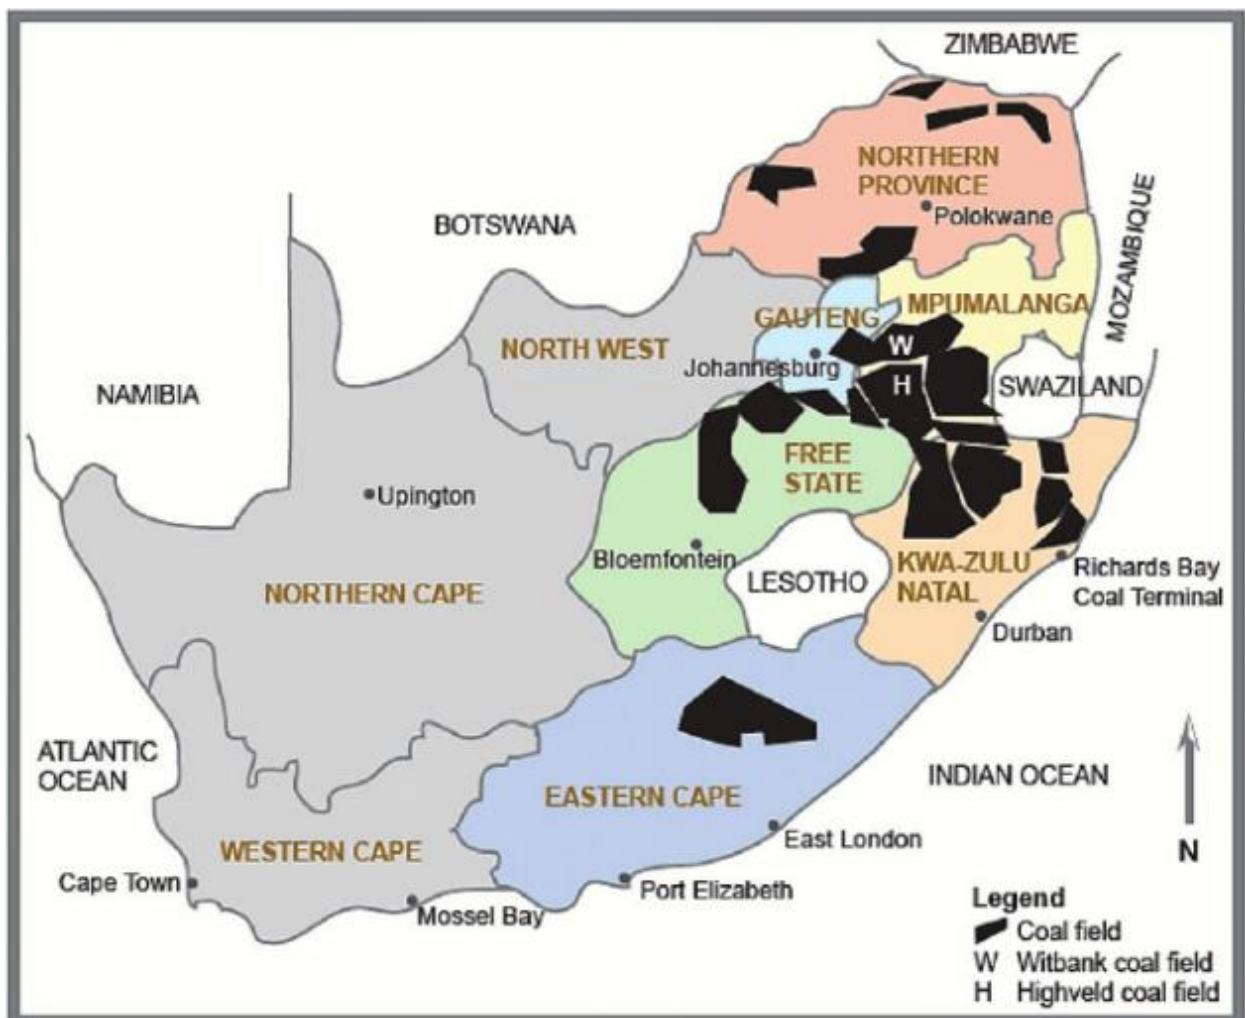 ZIMBABWE
NORTHERN
PROVINCE
Polokwane
BOTSWANA
MOZAMBIQUE
GAUTENG
MPUMALANGA
NORTH WEST
W
Johannesburg
H
SWAZILAND
NAMIBIA
FREE
STATE
Upington
Bloemfontein
LESOTHO
KWA-ZULU
NATAL
Richards Bay
Coal Terminal
NORTHERN CAPE
Durban
ATLANTIC
OCEAN
INDIAN OCEAN
EASTERN CAPE
East London
WESTERN CAPE
N
Cape Town
Port Elizabeth
Mossel Bay
Legend
Coal field
W Witbank coal field
H Highveld coal field